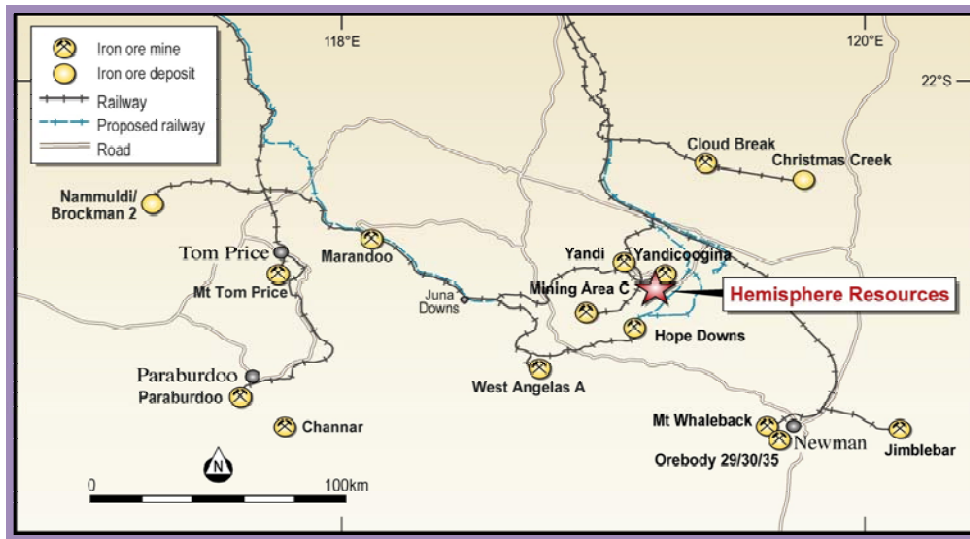 118°E
120°E
22°S
Iron ore mine
Iron ore deposit
Railway
Proposed railway
Road
Cloud Break
Christmas Creek
Nammuldi/
Brockman 2
Tom Price
Mt Tom Price
Marandoo
Yandi
Yandicoogina
Juna
Downs
Mining Area C
Hemisphere Resources
Hope Downs
West Angelas A
Paraburdoo
Paraburdoo
Channar
Mt Whaleback
Newman
Orebody 29/30/35
Jimblebar
N
0
100km
118°E
120°E